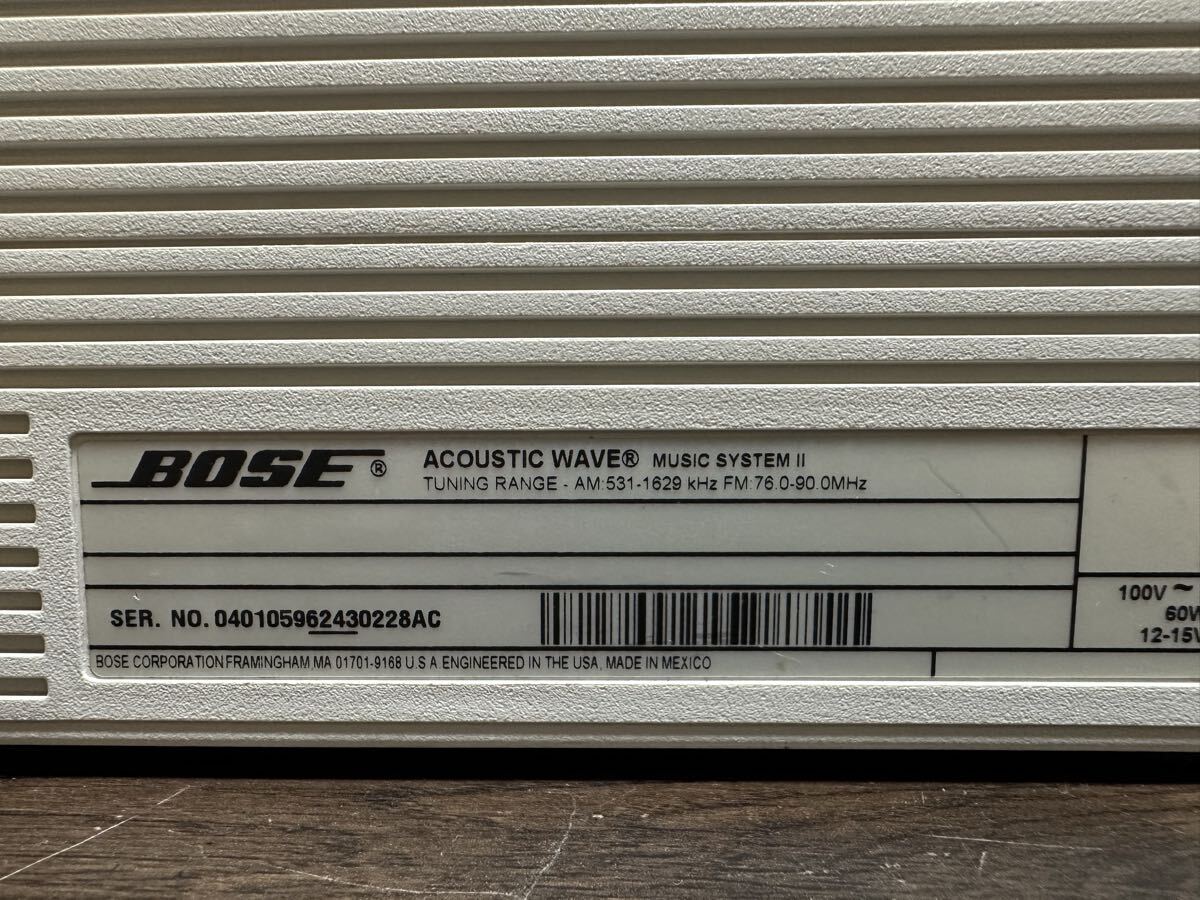 BOSE® ACOUSTIC WAVE® MUSIC SYSTEM II
TUNING RANGE - AM:531-1629 kHz FM:76.0-90.0MHz
SER. NO. 040105962430228AC
100V ~
60W
12-15V
BOSE CORPORATION FRAMINGHAM, MA 01701-9168 U S A ENGINEERED IN THE USA, MADE IN MEXICO